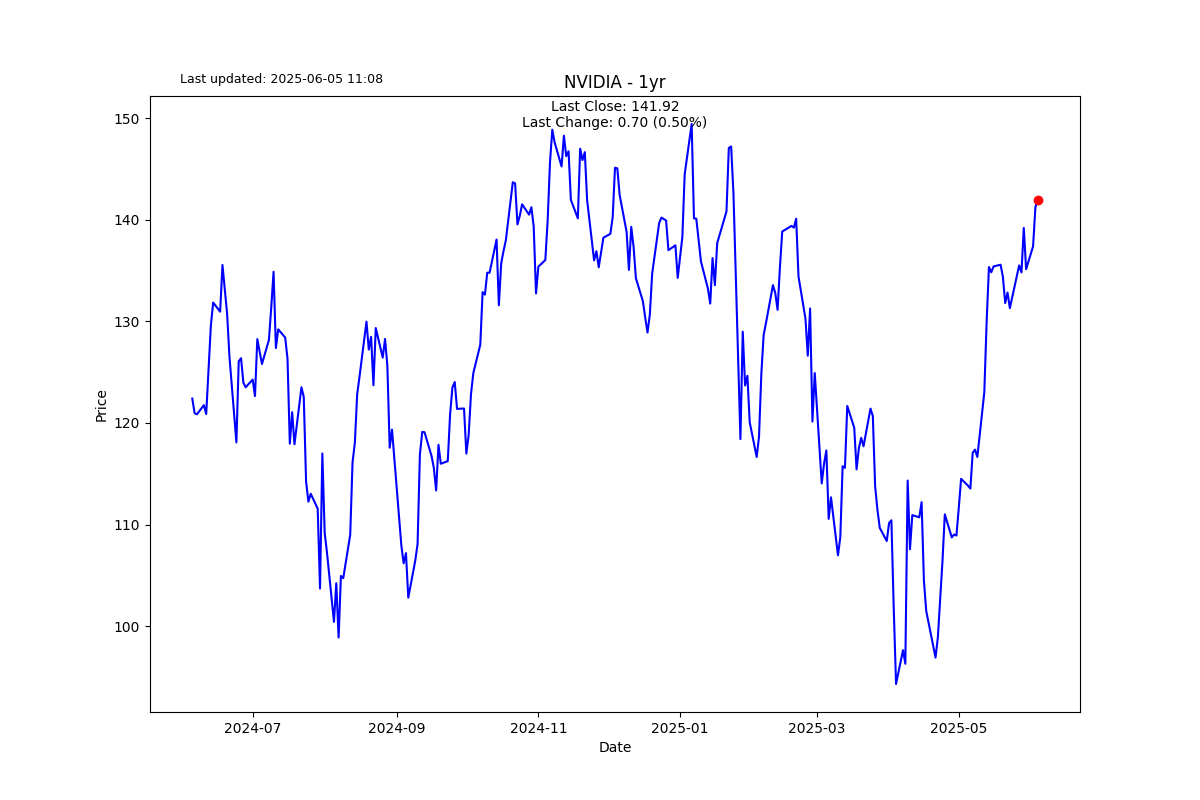 Last updated: 2025-06-05 11:08
NVIDIA - 1yr
Last Close: 141.92
Last Change: 0.70 (0.50%)
150
140
130
120
110
100
Price
2024-07
2024-09
2024-11
2025-01
2025-03
2025-05
Date